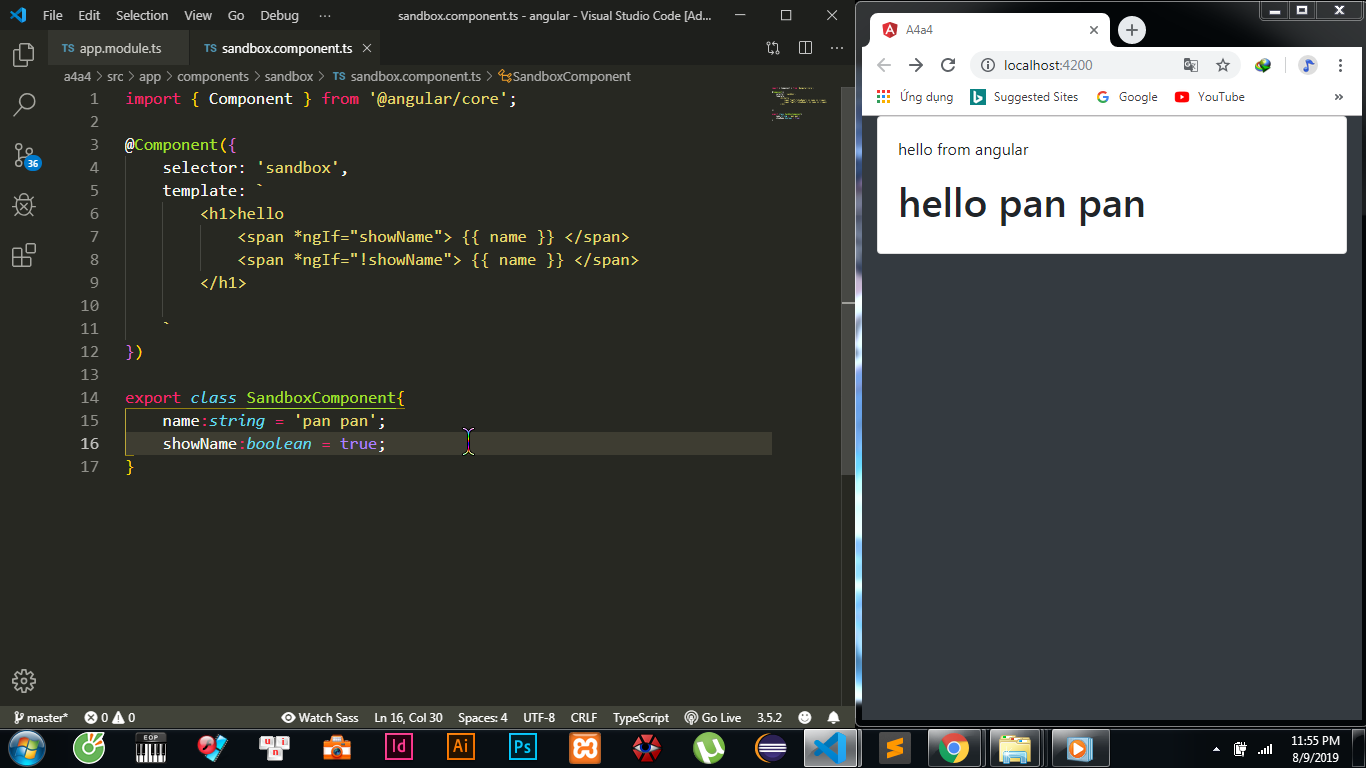 File Edit Selection View Go Debug ··· sandbox.component.ts - angular - Visual Studio Code [Ad...
TS app.module.ts TS sandbox.component.ts
a4a4 > src > app > components > sandbox > TS sandbox.component.ts > SandboxComponent
1 import { Component } from '@angular/core';
2
3 @Component({
4 selector: 'sandbox',
5 template: `
6 <h1>hello
7 <span *ngIf="showName"> {{ name }} </span>
8 <span *ngIf="!showName"> {{ name }} </span>
9 </h1>
10
11 `
12 })
13
14 export class SandboxComponent{
15 name:string = 'pan pan';
16 showName:boolean = true;
17 }
36
master* 0 0 Watch Sass Ln 16, Col 30 Spaces: 4 UTF-8 CRLF TypeScript Go Live 3.5.2
A4a4
localhost:4200
Ứng dụng Suggested Sites Google YouTube »
hello from angular
hello pan pan
EOP
u n i
Id
Ai
Ps
11:55 PM
8/9/2019